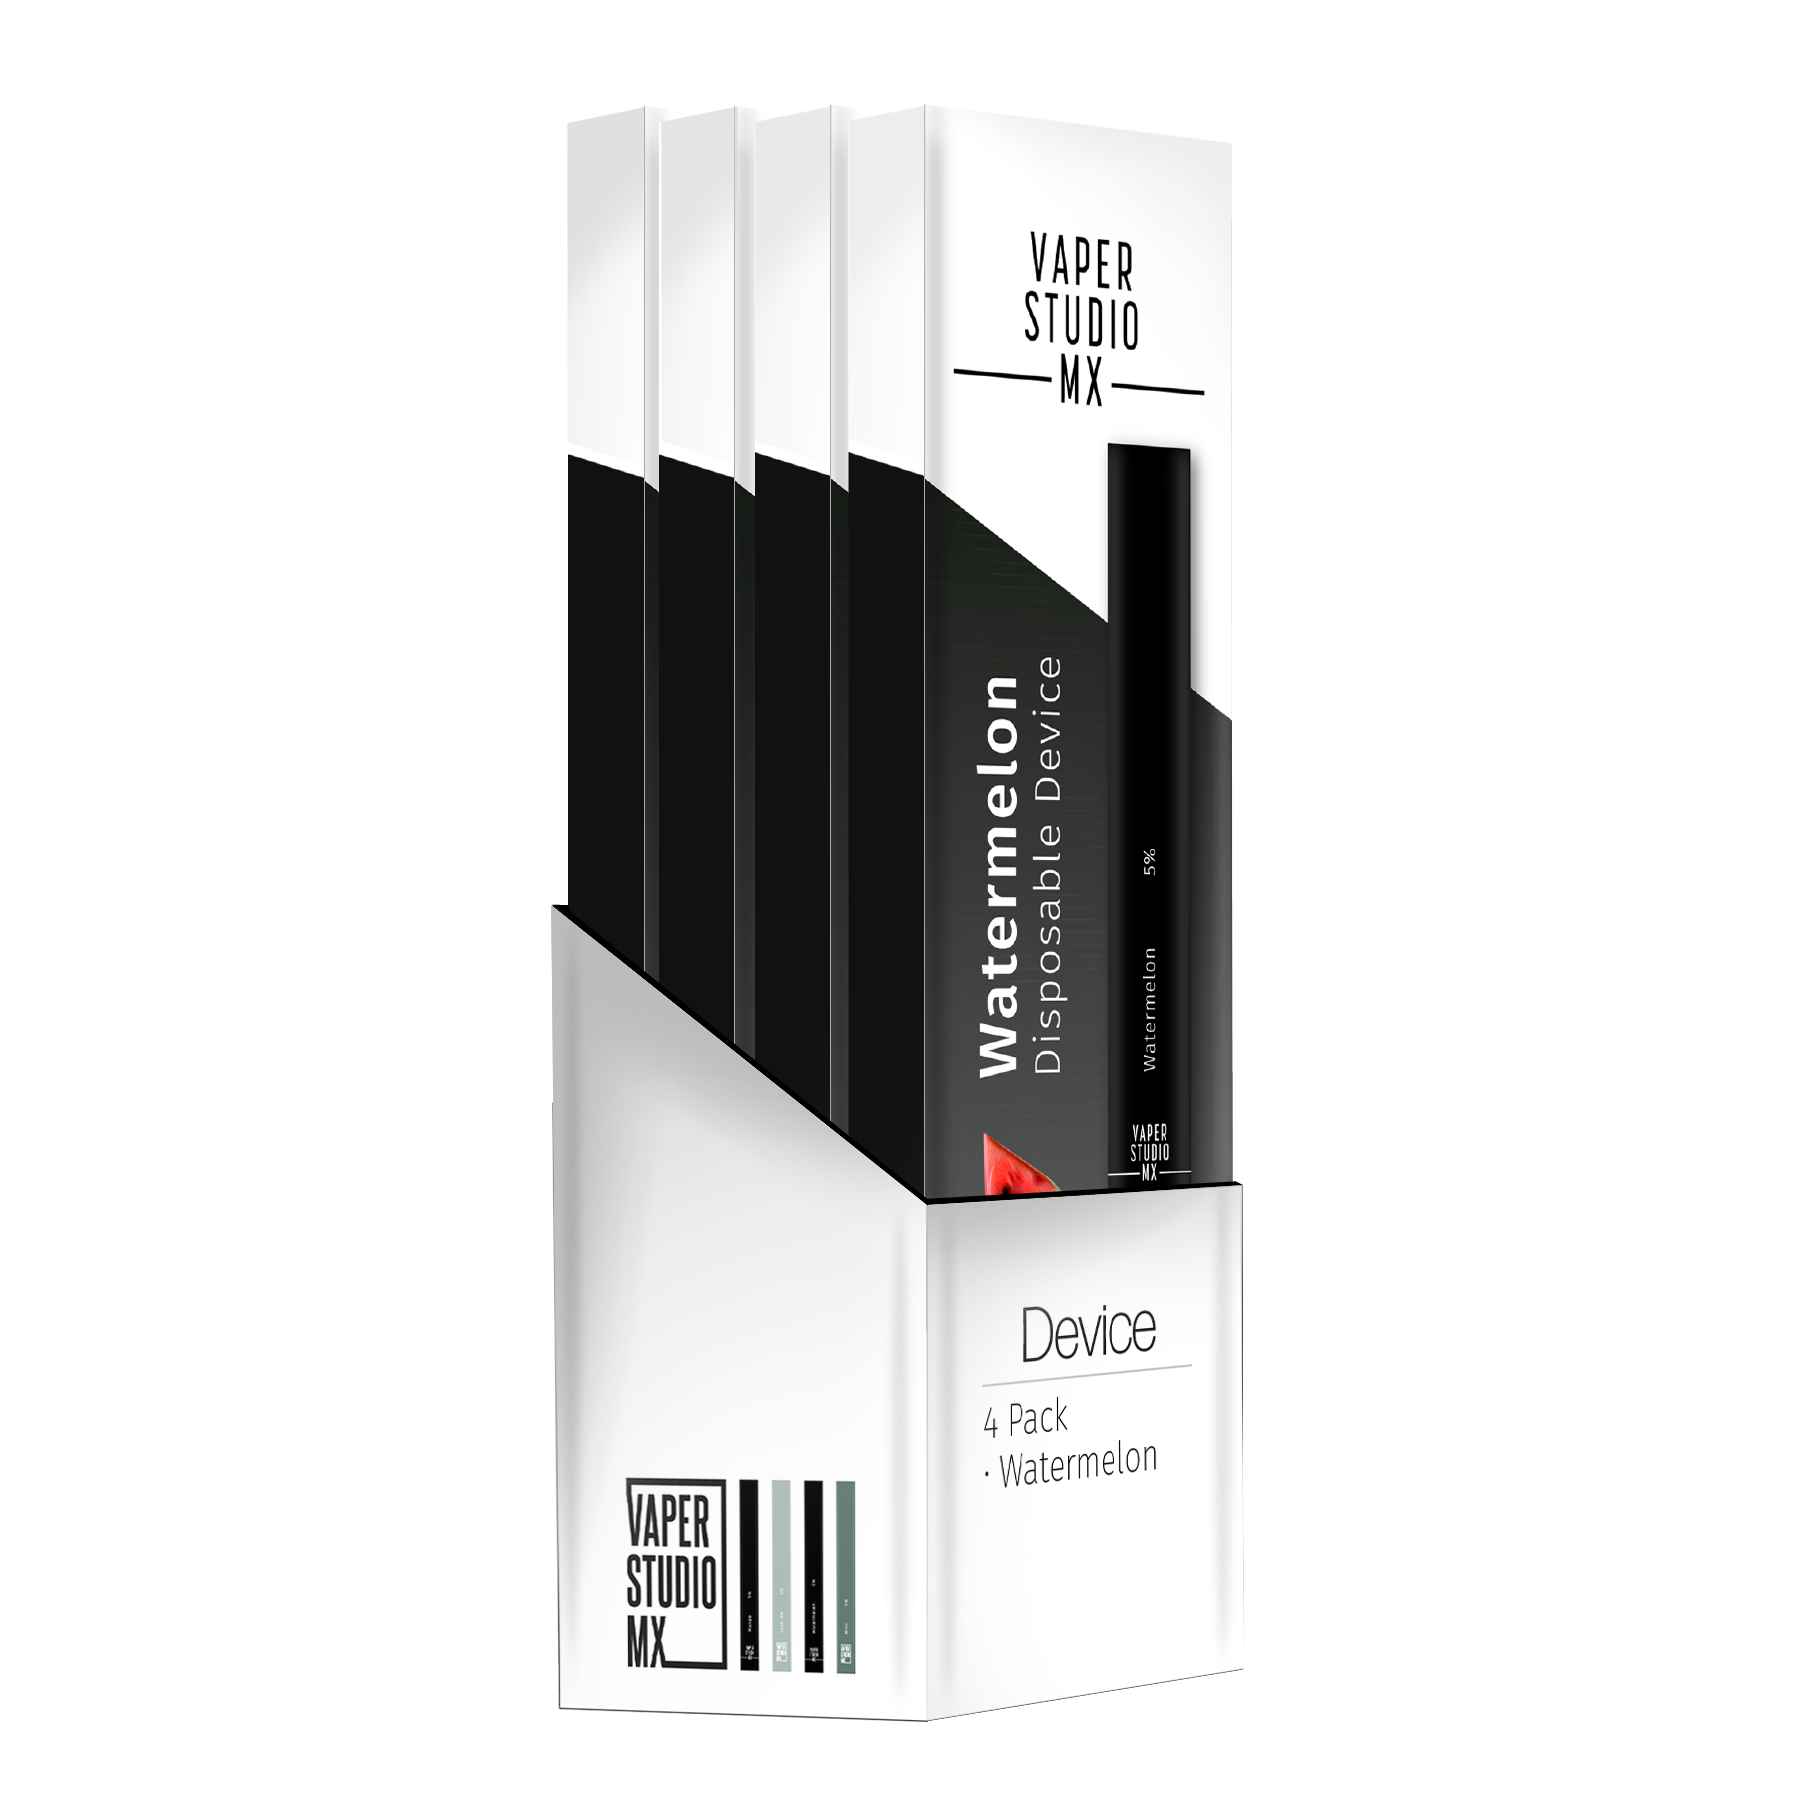 VAPER
STUDIO
MX
Watermelon
Disposable Device
5%
Watermelon
VAPER
STUDIO
MX
Device
4 Pack
· Watermelon
VAPER
STUDIO
MX